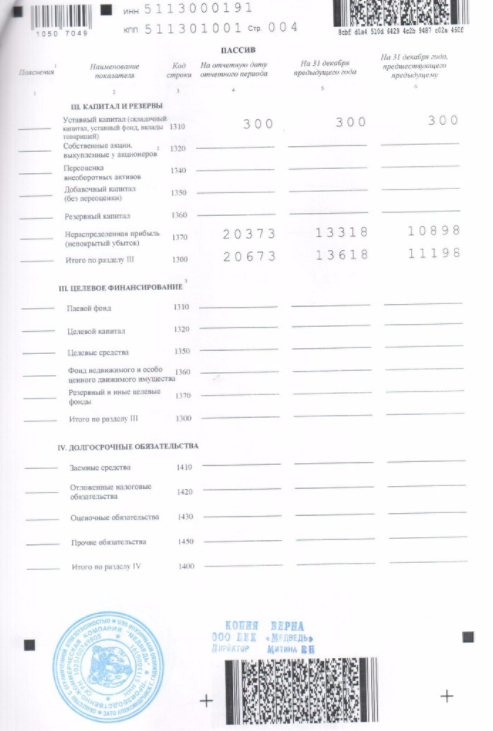 ИНН 5113000191
1050 7049
КПП 511301001 Стр. 004
ПАССИВ
Пояснения 1 Наименование показателя 2 Код строки На отчетную дату отчетного периода На 31 декабря предыдущего года На 31 декабря года, предшествующего предыдущему
1 2 3 4 5 6
III. КАПИТАЛ И РЕЗЕРВЫ
Уставный капитал (складочный
капитал, уставный фонд, вклады 1310 300 300 300
товарищей)
Собственные акции, 2 1320
выкупленные у акционеров
Переоценка 1340
внеоборотных активов
Добавочный капитал 1350
(без переоценки)
Резервный капитал 1360
Нераспределенная прибыль 1370 20373 13318 10898
(непокрытый убыток)
Итого по разделу III 1300 20673 13618 11198
III. ЦЕЛЕВОЕ ФИНАНСИРОВАНИЕ 3
Паевой фонд 1310
Целевой капитал 1320
Целевые средства 1350
Фонд недвижимого и особо 1360
ценного движимого имущества
Резервный и иные целевые 1370
фонды
Итого по разделу III 1300
IV. ДОЛГОСРОЧНЫЕ ОБЯЗАТЕЛЬСТВА
Заемные средства 1410
Отложенные налоговые 1420
обязательства
Оценочные обязательства 1430
Прочие обязательства 1450
Итого по разделу IV 1400
КОПИЯ ВЕРНА
ООО «МЕДВЕДЬ»
ДИРЕКТОР